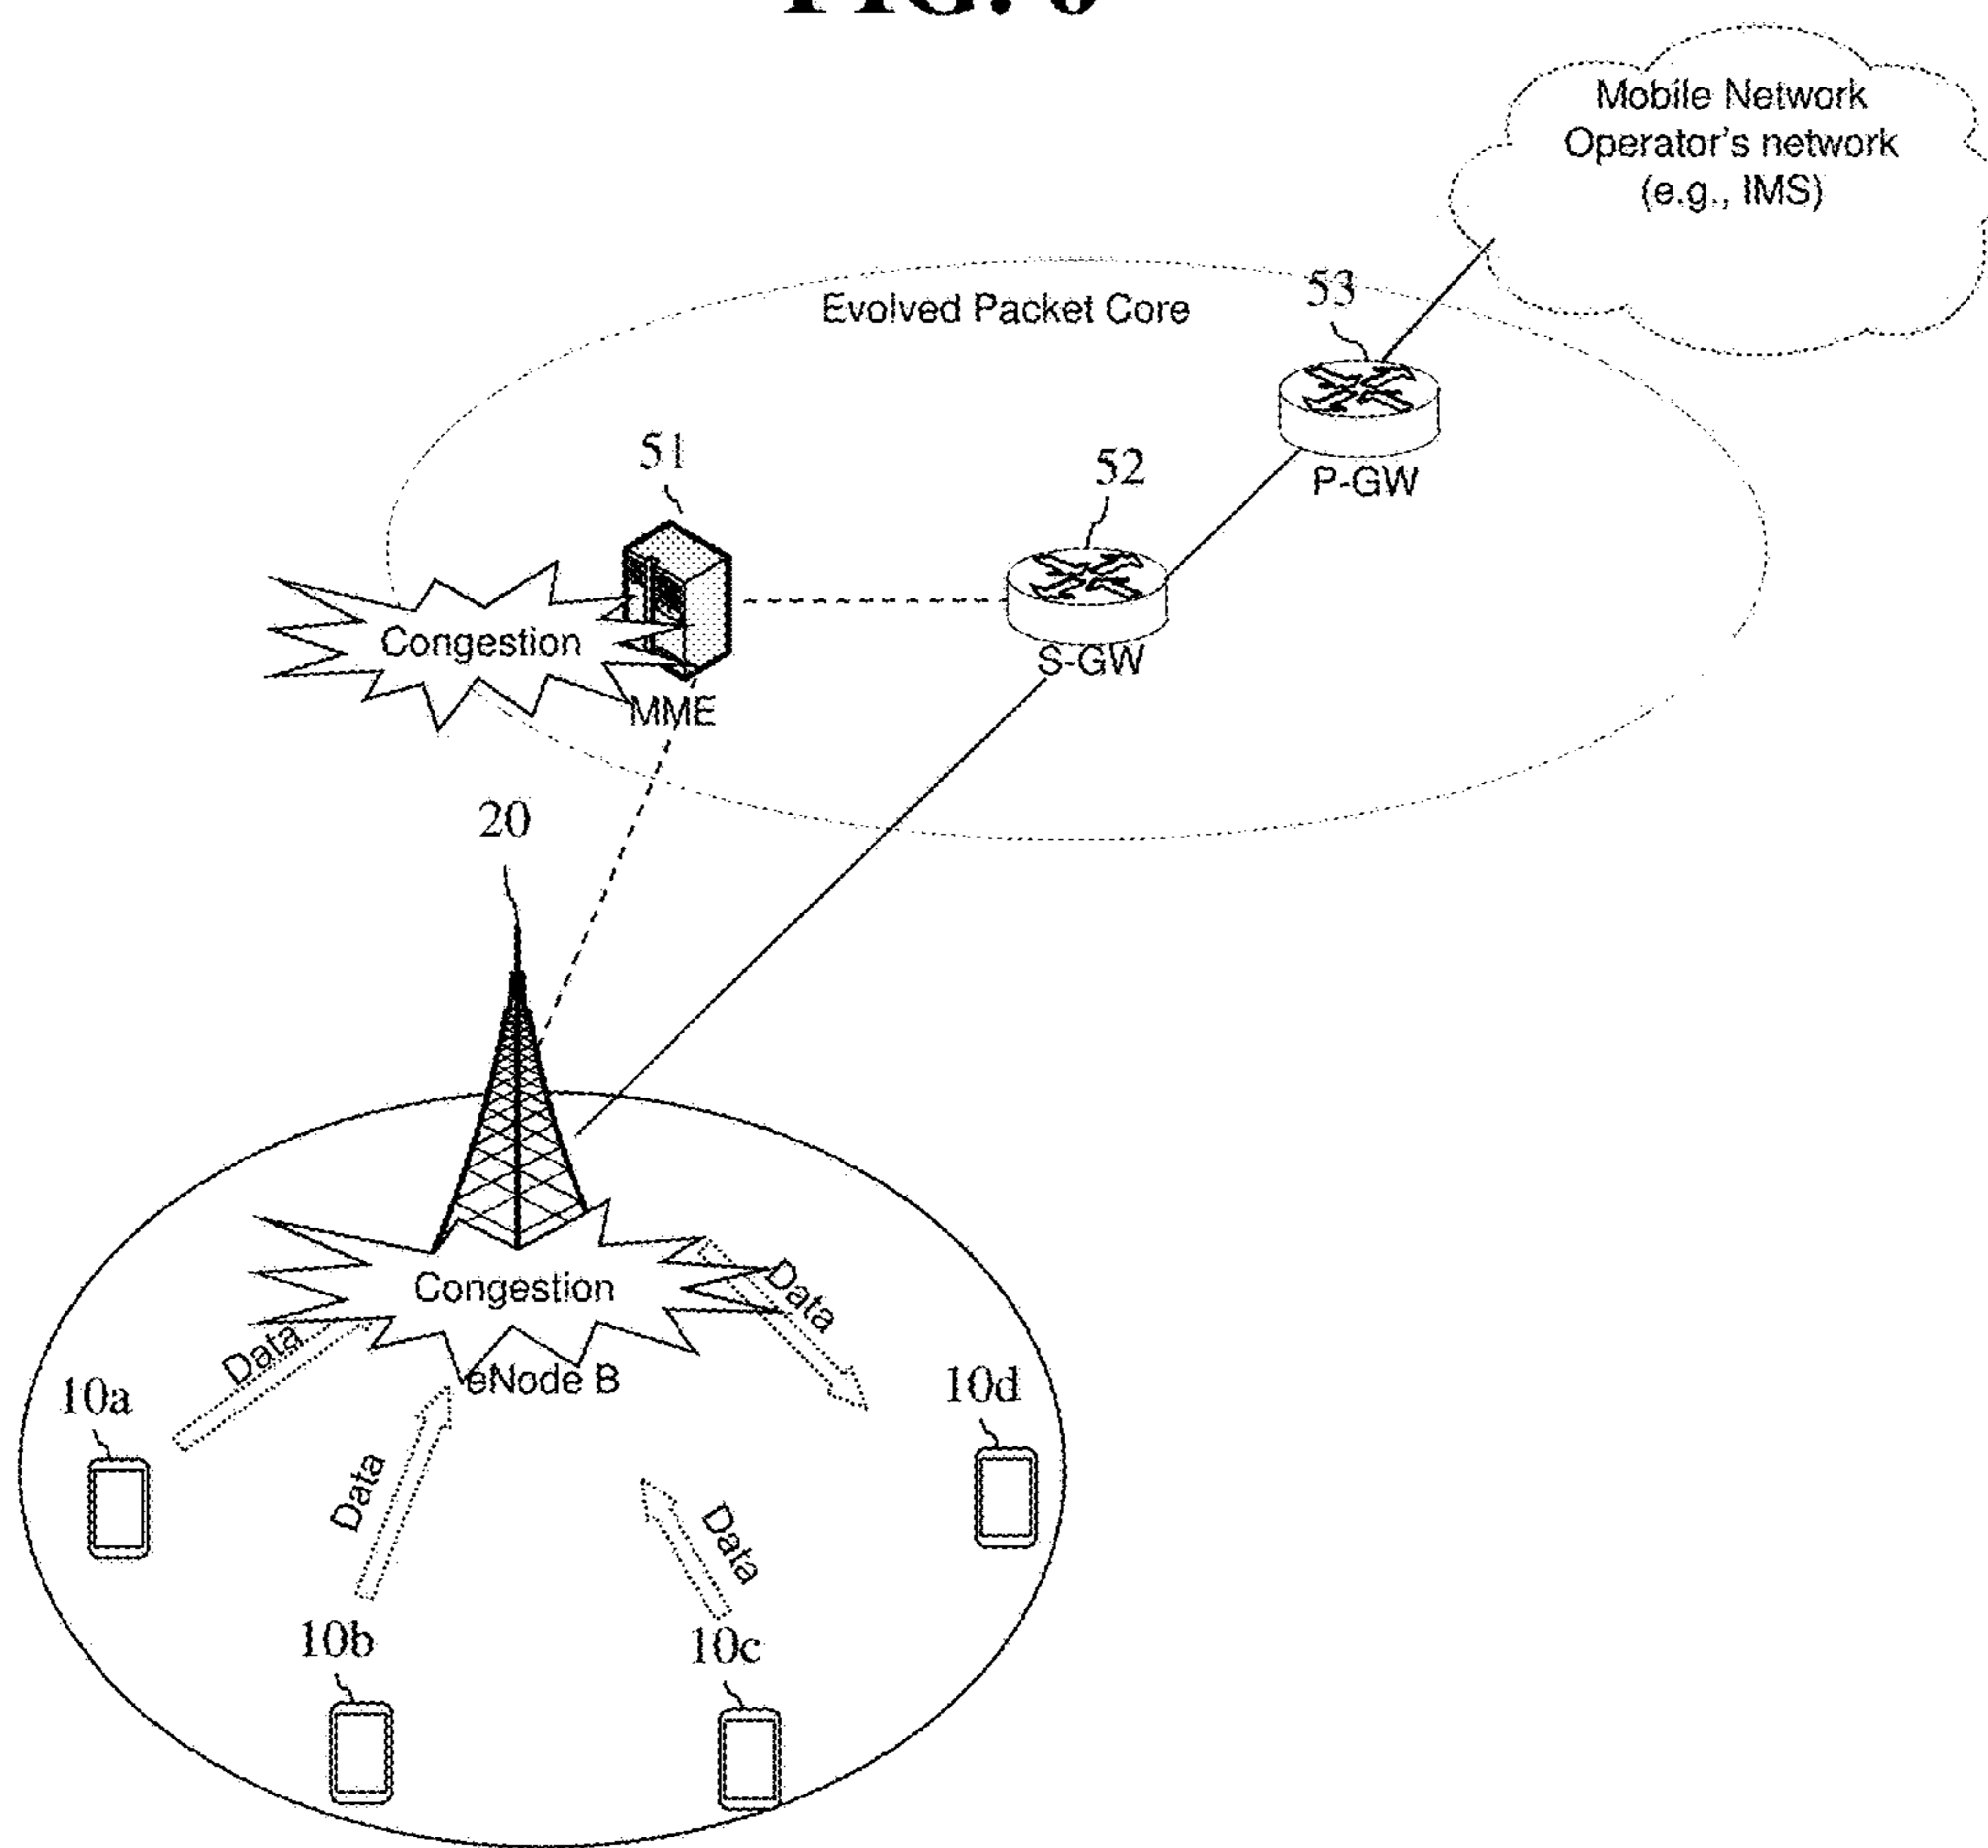 Mobile Network
Operator's network
(e.g., IMS)
Evolved Packet Core
53
P-GW
51
52
Congestion
S-GW
MME
20
Congestion
Data
Data
eNode B
10a
10d
Data
Data
10b
10c